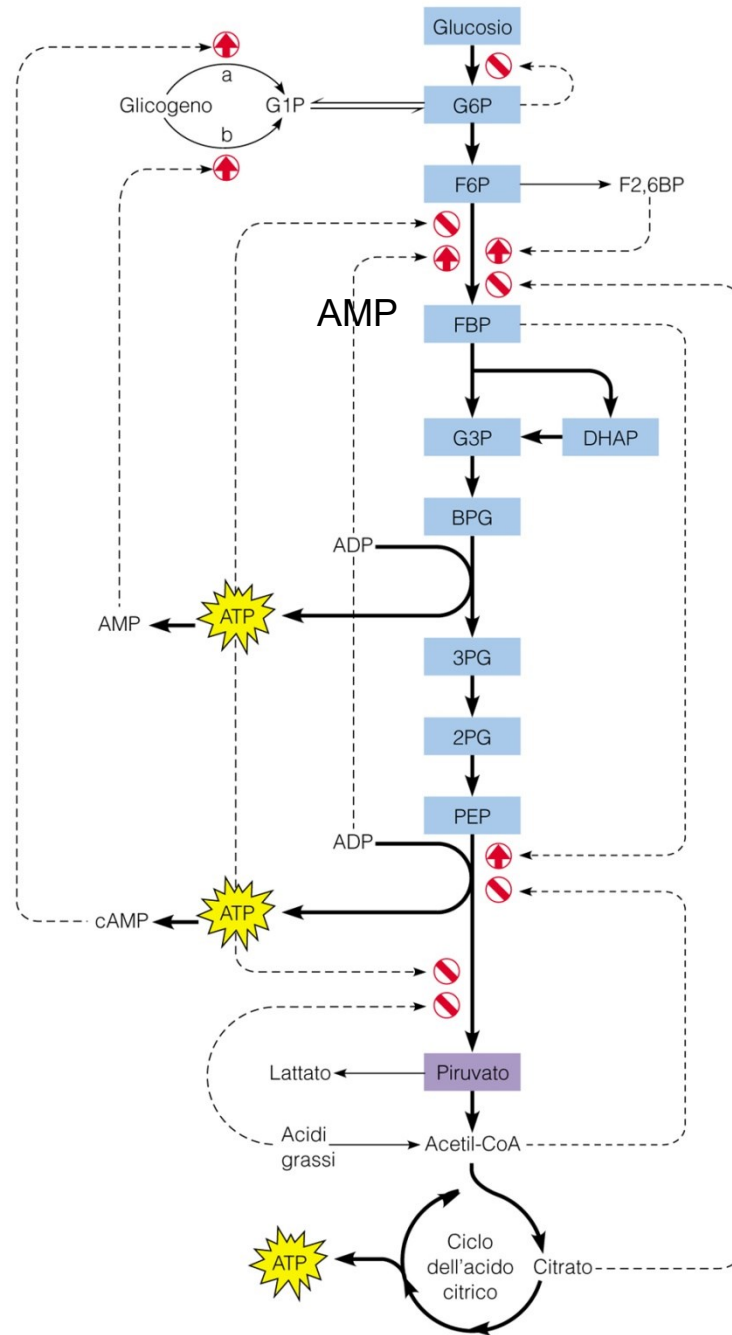 Glucosio
a
Glicogeno
G1P
G6P
b
F6P
F2,6BP
AMP
FBP
G3P
DHAP
BPG
ADP
ATP
AMP
3PG
2PG
PEP
ADP
ATP
cAMP
Lattato
Piruvato
Acidi
grassi
Acetil-CoA
ATP
Ciclo
dell'acido
citrico
Citrato